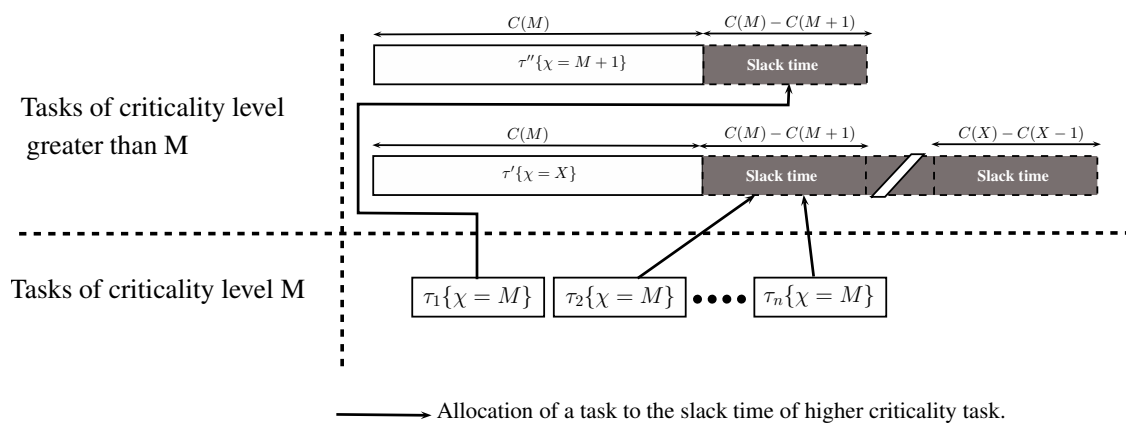 C(M)
C(M) − C(M + 1)
τ''{χ = M + 1}
Slack time
Tasks of criticality level
greater than M
C(M)
C(M) − C(M + 1)
C(X) − C(X − 1)
τ'{χ = X}
Slack time
Slack time
Tasks of criticality level M
τ₁{χ = M}
τ₂{χ = M}
τₙ{χ = M}
Allocation of a task to the slack time of higher criticality task.